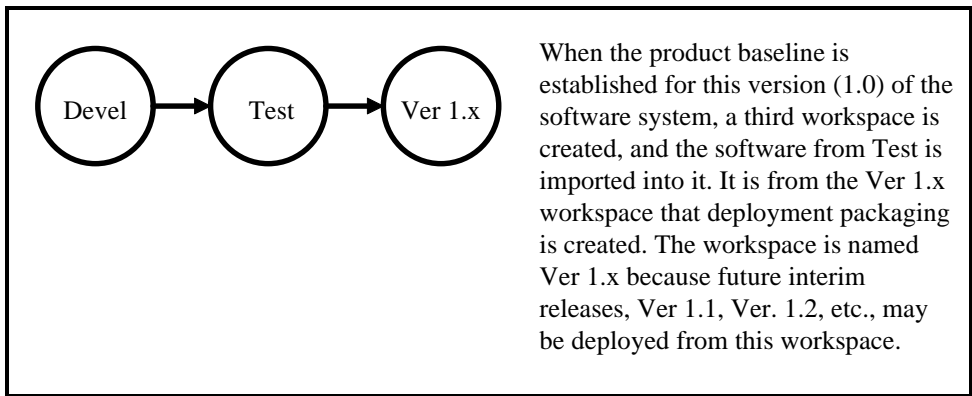 Devel
Test
Ver 1.x
When the product baseline is
established for this version (1.0) of the
software system, a third workspace is
created, and the software from Test is
imported into it. It is from the Ver 1.x
workspace that deployment packaging
is created. The workspace is named
Ver 1.x because future interim
releases, Ver 1.1, Ver. 1.2, etc., may
be deployed from this workspace.